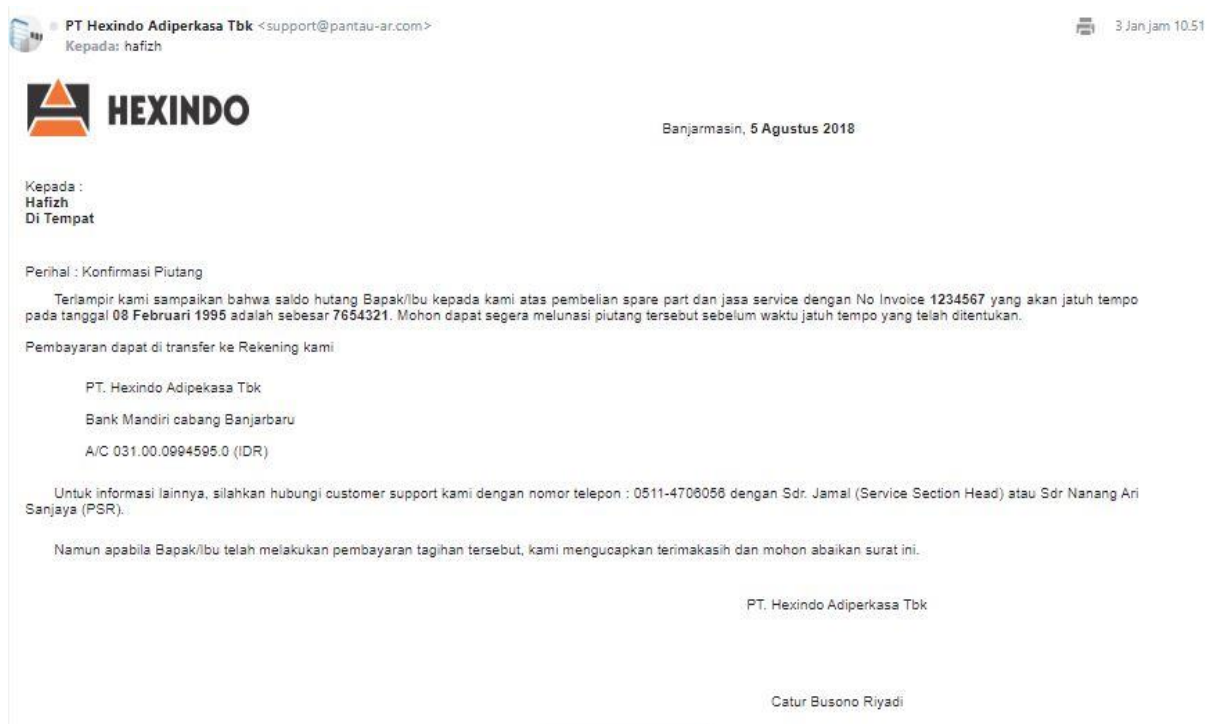 PT Hexindo Adiperkasa Tbk <support@pantau-ar.com>
3 Jan jam 10.51
Kepada: hafizh
HEXINDO
Banjarmasin, 5 Agustus 2018
Kepada :
Hafizh
Di Tempat
Perihal : Konfirmasi Piutang
Terlampir kami sampaikan bahwa saldo hutang Bapak/Ibu kepada kami atas pembelian spare part dan jasa service dengan No Invoice 1234567 yang akan jatuh tempo
pada tanggal 08 Februari 1995 adalah sebesar 7654321. Mohon dapat segera melunasi piutang tersebut sebelum waktu jatuh tempo yang telah ditentukan.
Pembayaran dapat di transfer ke Rekening kami
PT. Hexindo Adipekasa Tbk
Bank Mandiri cabang Banjarbaru
A/C 031.00.0994595.0 (IDR)
Untuk informasi lainnya, silahkan hubungi customer support kami dengan nomor telepon : 0511-4706056 dengan Sdr. Jamal (Service Section Head) atau Sdr Nanang Ari
Sanjaya (PSR).
Namun apabila Bapak/Ibu telah melakukan pembayaran tagihan tersebut, kami mengucapkan terimakasih dan mohon abaikan surat ini.
PT. Hexindo Adiperkasa Tbk
Catur Busono Riyadi